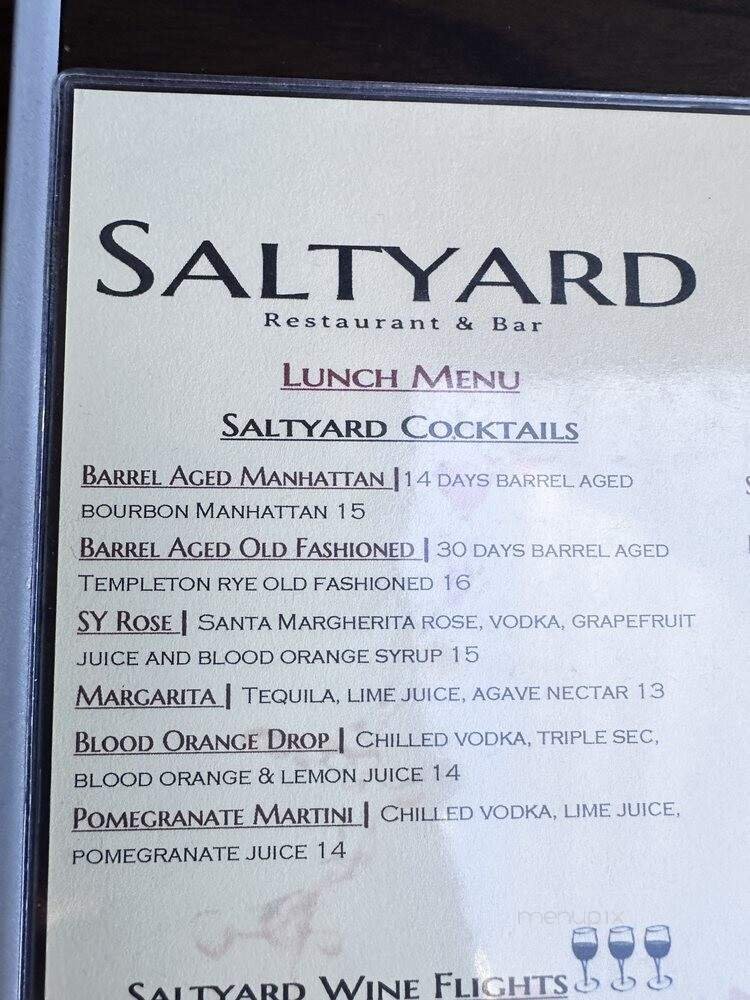 SALTYARD
Restaurant & Bar
LUNCH MENU
SALTYARD COCKTAILS
BARREL AGED MANHATTAN | 14 DAYS BARREL AGED
BOURBON MANHATTAN 15
BARREL AGED OLD FASHIONED | 30 DAYS BARREL AGED
TEMPLETON RYE OLD FASHIONED 16
SY ROSE | SANTA MARGHERITA ROSE, VODKA, GRAPEFRUIT
JUICE AND BLOOD ORANGE SYRUP 15
MARGARITA | TEQUILA, LIME JUICE, AGAVE NECTAR 13
BLOOD ORANGE DROP | CHILLED VODKA, TRIPLE SEC,
BLOOD ORANGE & LEMON JUICE 14
POMEGRANATE MARTINI | CHILLED VODKA, LIME JUICE,
POMEGRANATE JUICE 14
menupix
SALTYARD WINE FLIGHTS